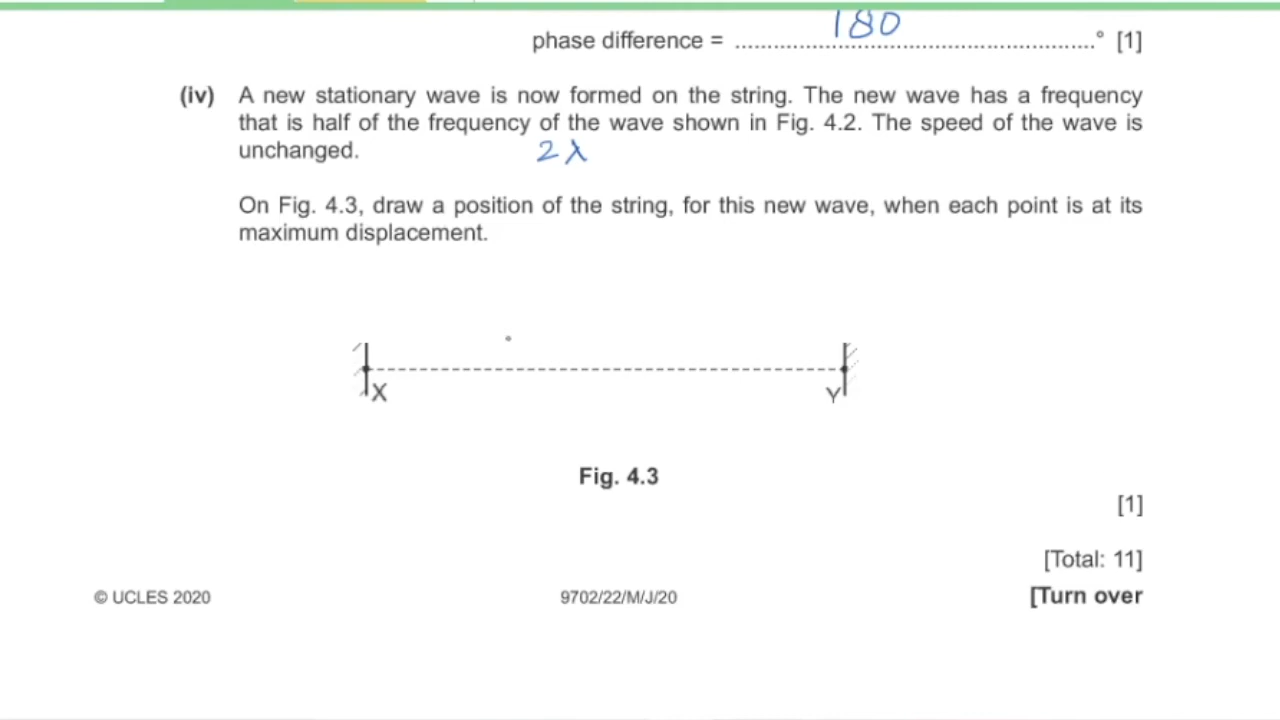 phase difference = ........................................................° [1]
180
(iv) A new stationary wave is now formed on the string. The new wave has a frequency
that is half of the frequency of the wave shown in Fig. 4.2. The speed of the wave is
unchanged.
2λ
On Fig. 4.3, draw a position of the string, for this new wave, when each point is at its
maximum displacement.
X Y
Fig. 4.3
[1]
[Total: 11]
© UCLES 2020 9702/22/M/J/20 [Turn over